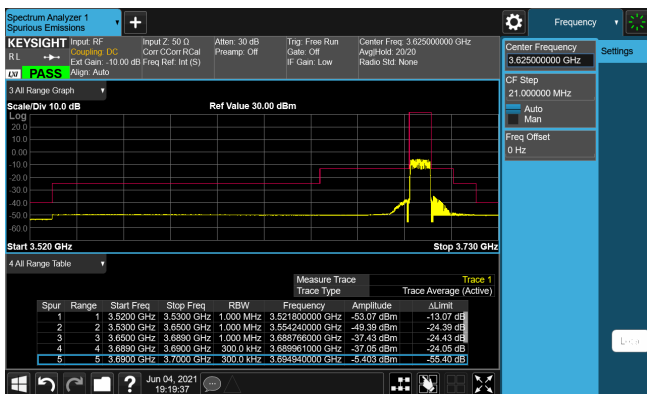 Spectrum Analyzer 1
Spurious Emissions
Frequency
KEYSIGHT Input: RF Input Z: 50 Ω Atten: 30 dB Trig: Free Run Center Freq: 3.625000000 GHz
RL Coupling: DC Corr CCorr RCal Preamp: Off Gate: Off Avg|Hold: 20/20
Ext Gain: -10.00 dB Freq Ref: Int (S) IF Gain: Low Radio Std: None
LXI PASS Align: Auto
Center Frequency
3.625000000 GHz
Settings
CF Step
21.000000 MHz
Auto
Man
Freq Offset
0 Hz
3 All Range Graph
Scale/Div 10.0 dB Ref Value 30.00 dBm
Log
20.0
10.0
0.00
-10.0
-20.0
-30.0
-40.0
-50.0
-60.0
Start 3.520 GHz Stop 3.730 GHz
4 All Range Table
Measure Trace Trace 1
Trace Type Trace Average (Active)
Spur Range Start Freq Stop Freq RBW Frequency Amplitude ΔLimit
1 1 3.5200 GHz 3.5300 GHz 1.000 MHz 3.521800000 GHz -53.07 dBm -13.07 dB
2 2 3.5300 GHz 3.6500 GHz 1.000 MHz 3.554240000 GHz -49.39 dBm -24.39 dB
3 3 3.6500 GHz 3.6890 GHz 1.000 MHz 3.688766000 GHz -37.43 dBm -24.43 dB
4 4 3.6890 GHz 3.6900 GHz 300.0 kHz 3.689961000 GHz -37.05 dBm -24.05 dB
5 5 3.6900 GHz 3.7000 GHz 300.0 kHz 3.694940000 GHz -5.403 dBm -55.40 dB
Local
? Jun 04, 2021
19:19:37